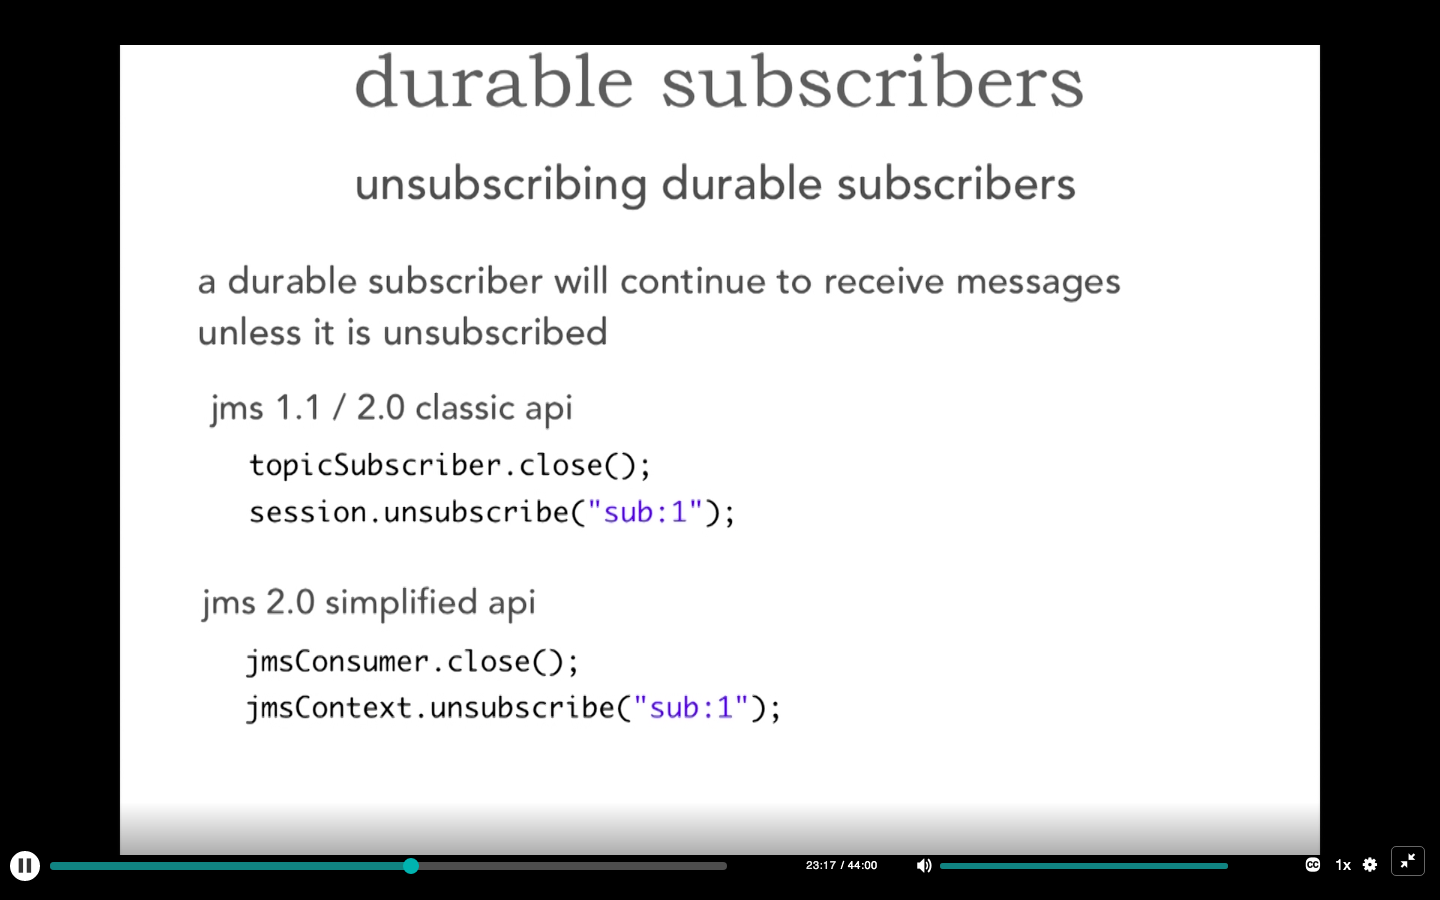 durable subscribers
unsubscribing durable subscribers
a durable subscriber will continue to receive messages
unless it is unsubscribed
jms 1.1 / 2.0 classic api
topicSubscriber.close();
session.unsubscribe("sub:1");
jms 2.0 simplified api
jmsConsumer.close();
jmsContext.unsubscribe("sub:1");
23:17 / 44:00
CC
1x